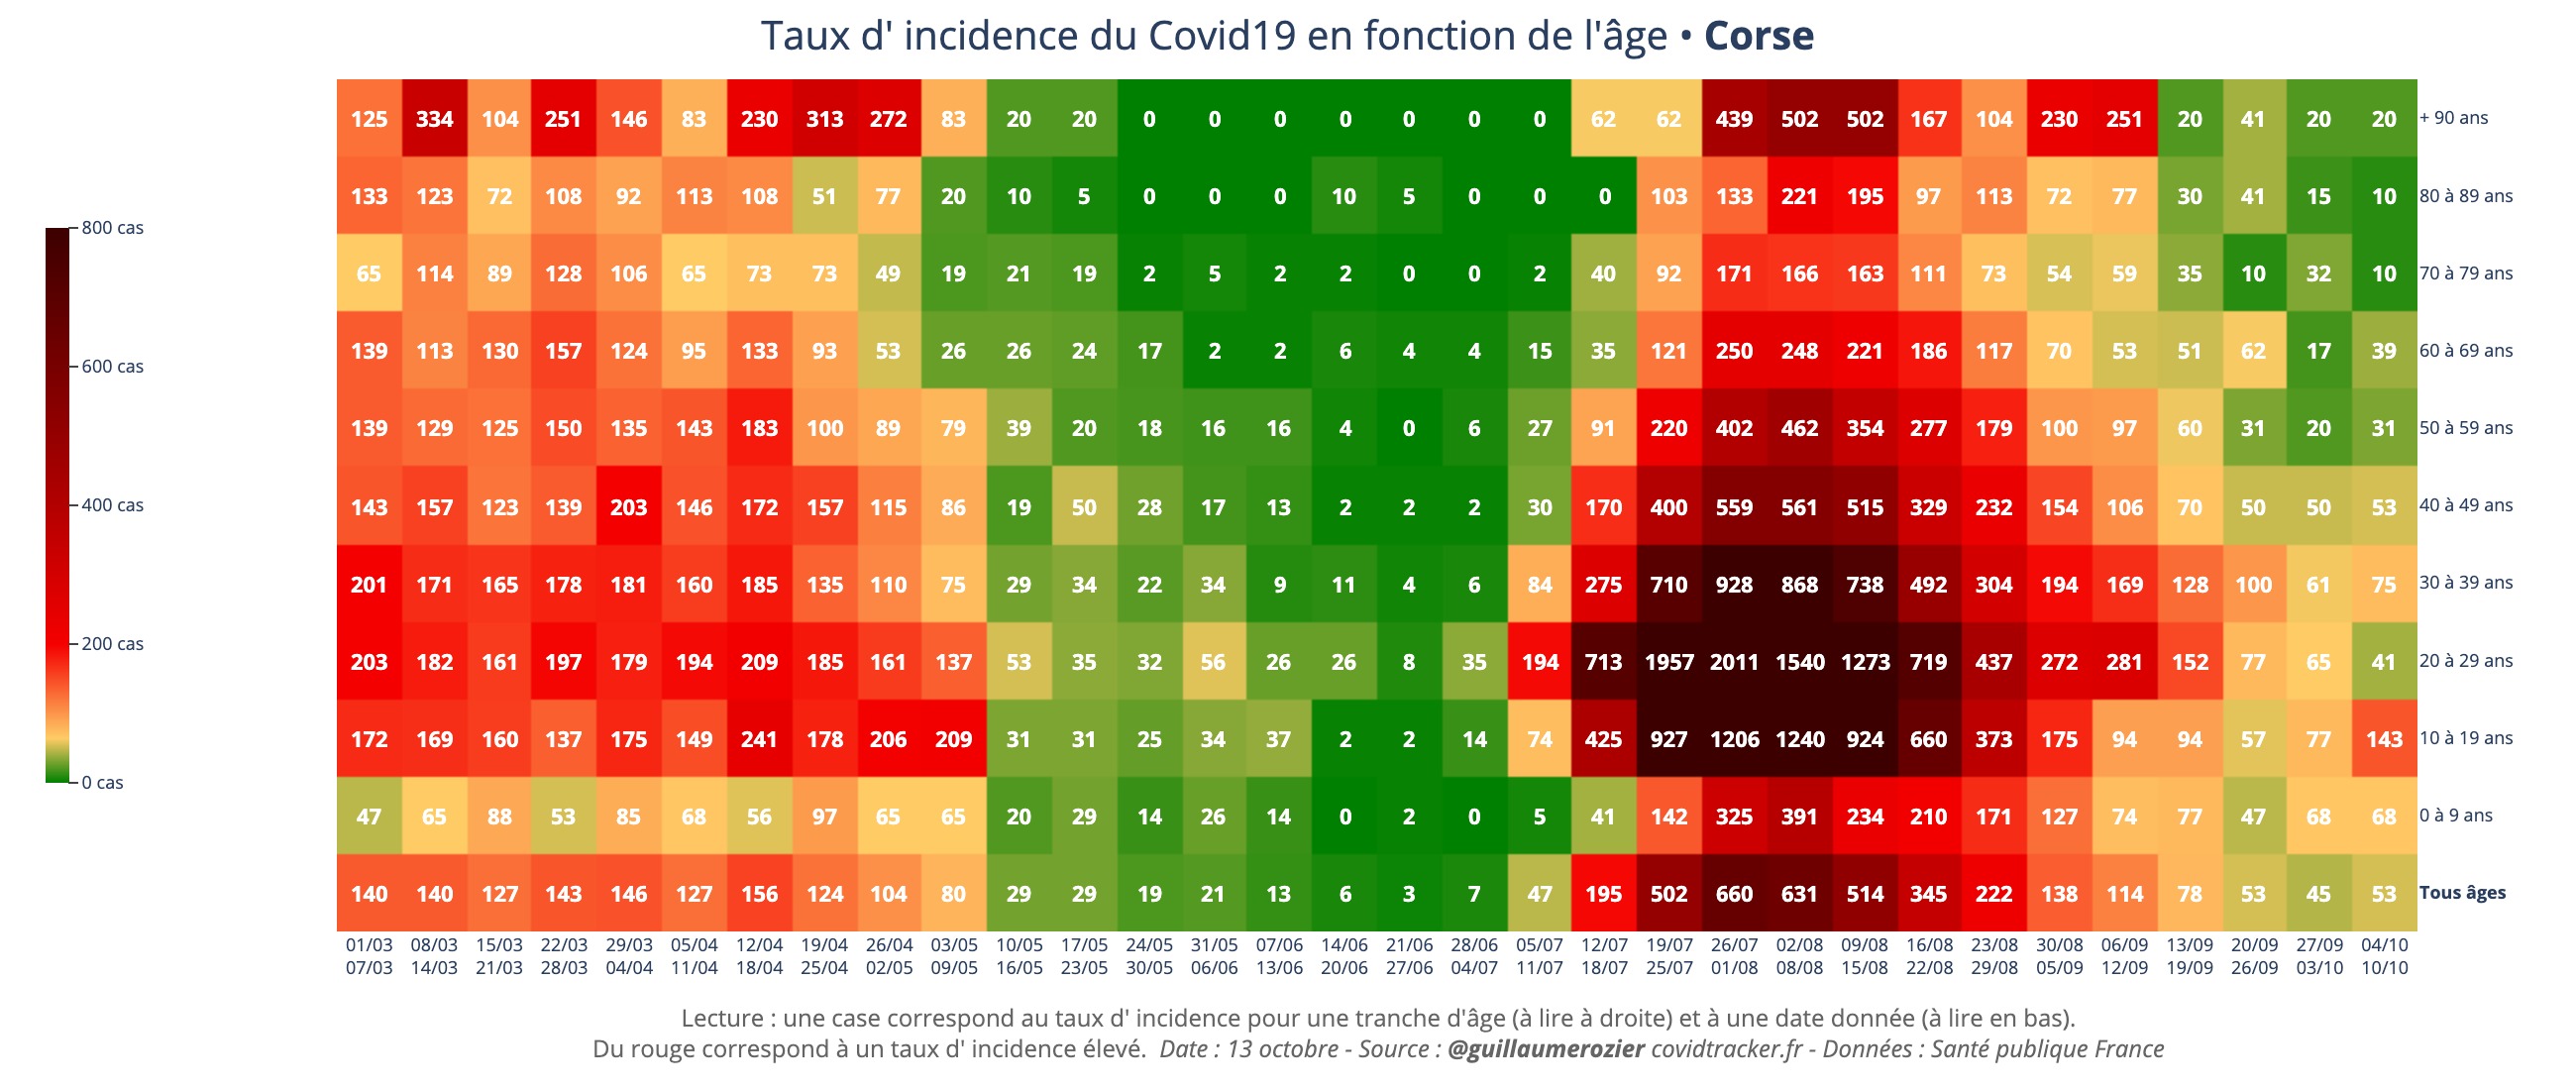 Taux d' incidence du Covid19 en fonction de l'âge • Corse
125 334 104 251 146 83 230 313 272 83 20 20 0 0 0 0 0 0 0 62 62 439 502 502 167 104 230 251 20 41 20 20 + 90 ans
133 123 72 108 92 113 108 51 77 20 10 5 0 0 0 10 5 0 0 0 103 133 221 195 97 113 72 77 30 41 15 10 80 à 89 ans
800 cas
65 114 89 128 106 65 73 73 49 19 21 19 2 5 2 2 0 0 2 40 92 171 166 163 111 73 54 59 35 10 32 10 70 à 79 ans
139 113 130 157 124 95 133 93 53 26 26 24 17 2 2 6 4 4 15 35 121 250 248 221 186 117 70 53 51 62 17 39 60 à 69 ans
600 cas
139 129 125 150 135 143 183 100 89 79 39 20 18 16 16 4 0 6 27 91 220 402 462 354 277 179 100 97 60 31 20 31 50 à 59 ans
400 cas
143 157 123 139 203 146 172 157 115 86 19 50 28 17 13 2 2 2 30 170 400 559 561 515 329 232 154 106 70 50 50 53 40 à 49 ans
201 171 165 178 181 160 185 135 110 75 29 34 22 34 9 11 4 6 84 275 710 928 868 738 492 304 194 169 128 100 61 75 30 à 39 ans
200 cas
203 182 161 197 179 194 209 185 161 137 53 35 32 56 26 26 8 35 194 713 1957 2011 1540 1273 719 437 272 281 152 77 65 41 20 à 29 ans
172 169 160 137 175 149 241 178 206 209 31 31 25 34 37 2 2 14 74 425 927 1206 1240 924 660 373 175 94 94 57 77 143 10 à 19 ans
0 cas
47 65 88 53 85 68 56 97 65 65 20 29 14 26 14 0 2 0 5 41 142 325 391 234 210 171 127 74 77 47 68 68 0 à 9 ans
140 140 127 143 146 127 156 124 104 80 29 29 19 21 13 6 3 7 47 195 502 660 631 514 345 222 138 114 78 53 45 53 Tous âges
01/03 08/03 15/03 22/03 29/03 05/04 12/04 19/04 26/04 03/05 10/05 17/05 24/05 31/05 07/06 14/06 21/06 28/06 05/07 12/07 19/07 26/07 02/08 09/08 16/08 23/08 30/08 06/09 13/09 20/09 27/09 04/10
07/03 14/03 21/03 28/03 04/04 11/04 18/04 25/04 02/05 09/05 16/05 23/05 30/05 06/06 13/06 20/06 27/06 04/07 11/07 18/07 25/07 01/08 08/08 15/08 22/08 29/08 05/09 12/09 19/09 26/09 03/10 10/10
Lecture : une case correspond au taux d' incidence pour une tranche d'âge (à lire à droite) et à une date donnée (à lire en bas).
Du rouge correspond à un taux d' incidence élevé. Date : 13 octobre - Source : @guillaumerozier covidtracker.fr - Données : Santé publique France